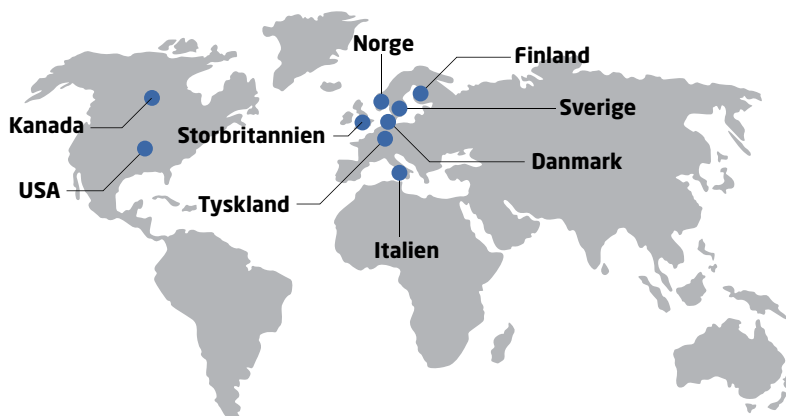 Norge
Finland
Kanada
Storbritannien
Sverige
USA
Tyskland
Danmark
Italien